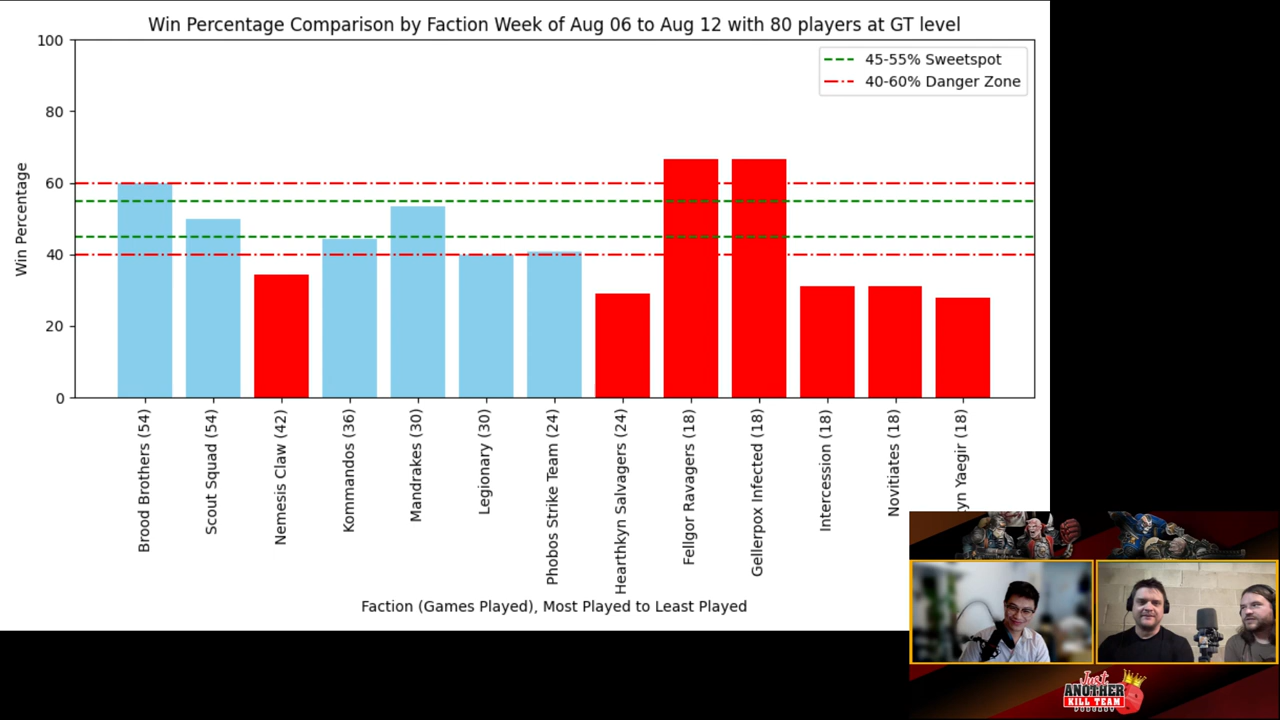 Win Percentage Comparison by Faction Week of Aug 06 to Aug 12 with 80 players at GT level
100
80
60
40
20
0
Win Percentage
45-55% Sweetspot
40-60% Danger Zone
Brood Brothers (54)
Scout Squad (54)
Nemesis Claw (42)
Kommandos (36)
Mandrakes (30)
Legionary (30)
Phobos Strike Team (24)
Hearthkyn Salvagers (24)
Fellgor Ravagers (18)
Gellerpox Infected (18)
Intercession (18)
Novitiates (18)
yn Yaegir (18)
Faction (Games Played), Most Played to Least Played
Just
ANOTHER
KILL TEAM